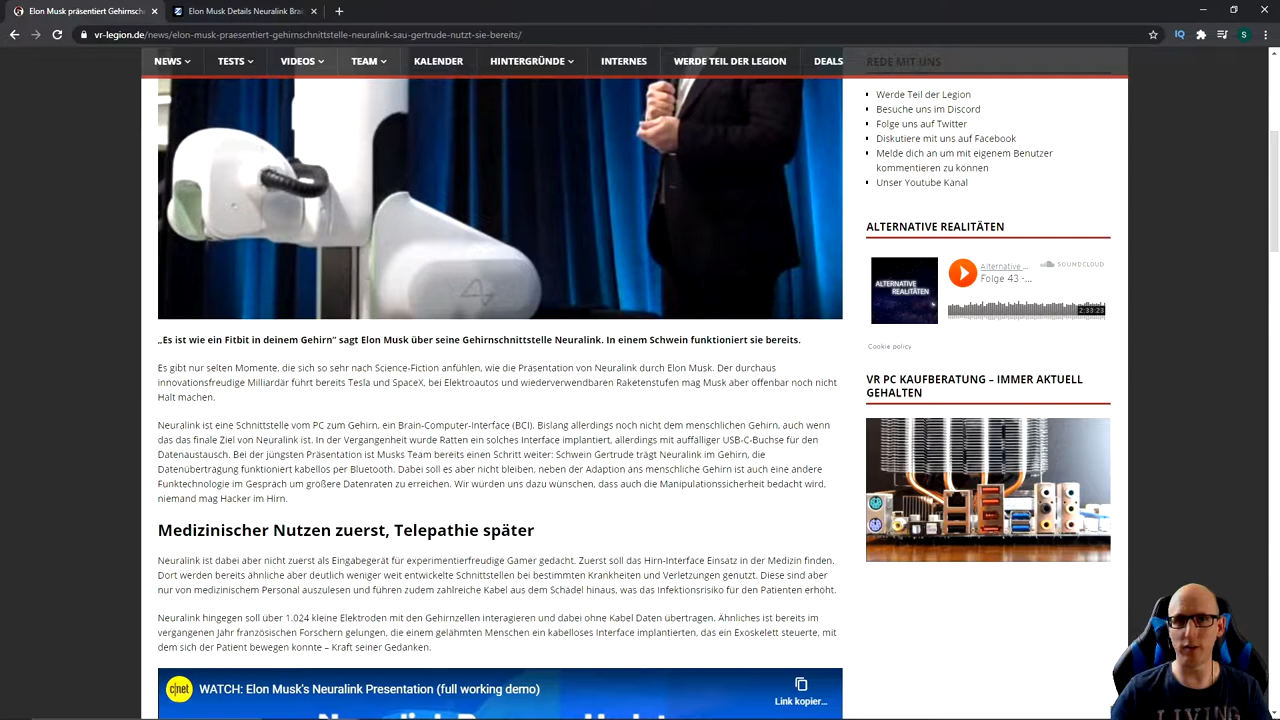 Elon Musk präsentiert Gehirnsch
Elon Musk Details Neuralink Brai
vr-legion.de/news/elon-musk-praesentiert-gehirnschnittstelle-neuralink-sau-gertrude-nutzt-sie-bereits/
S
NEWS TESTS VIDEOS TEAM KALENDER HINTERGRÜNDE INTERNES WERDE TEIL DER LEGION DEALS
REDE MIT UNS
Werde Teil der Legion
Besuche uns im Discord
Folge uns auf Twitter
Diskutiere mit uns auf Facebook
Melde dich an um mit eigenem Benutzer
kommentieren zu können
Unser Youtube Kanal
ALTERNATIVE REALITÄTEN
ALTERNATIVE
REALITÄTEN
Alternative ...
Folge 43 -...
SOUNDCLOUD
2:33:23
Cookie policy
VR PC KAUFBERATUNG – IMMER AKTUELL
GEHALTEN
„Es ist wie ein Fitbit in deinem Gehirn“ sagt Elon Musk über seine Gehirnschnittstelle Neuralink. In einem Schwein funktioniert sie bereits.
Es gibt nur selten Momente, die sich so sehr nach Science-Fiction anfühlen, wie die Präsentation von Neuralink durch Elon Musk. Der durchaus
innovationsfreudige Milliardär führt bereits Tesla und SpaceX, bei Elektroautos und wiederverwendbaren Raketenstufen mag Musk aber offenbar noch nicht
Halt machen.
Neuralink ist eine Schnittstelle vom PC zum Gehirn, ein Brain-Computer-Interface (BCI). Bislang allerdings noch nicht dem menschlichen Gehirn, auch wenn
das das finale Ziel von Neuralink ist. In der Vergangenheit wurde Ratten ein solches Interface implantiert, allerdings mit auffälliger USB-C-Buchse für den
Datenaustausch. Bei der jüngsten Präsentation ist Musks Team bereits einen Schritt weiter: Schwein Gertrude trägt Neuralink im Gehirn, die
Datenübertragung funktioniert kabellos per Bluetooth. Dabei soll es aber nicht bleiben, neben der Adaption ans menschliche Gehirn ist auch eine andere
Funktechnologie im Gespräch um größere Datenraten zu erreichen. Wir würden uns dazu wünschen, dass auch die Manipulationssicherheit bedacht wird,
niemand mag Hacker im Hirn.
Medizinischer Nutzen zuerst, Telepathie später
Neuralink ist dabei aber nicht zuerst als Eingabegerät für experimentierfreudige Gamer gedacht. Zuerst soll das Hirn-Interface Einsatz in der Medizin finden.
Dort werden bereits ähnliche aber deutlich weniger weit entwickelte Schnittstellen bei bestimmten Krankheiten und Verletzungen genutzt. Diese sind aber
nur von medizinischem Personal auszulesen und führen zudem zahlreiche Kabel aus dem Schädel hinaus, was das Infektionsrisiko für den Patienten erhöht.
Neuralink hingegen soll über 1.024 kleine Elektroden mit den Gehirnzellen interagieren und dabei ohne Kabel Daten übertragen. Ähnliches ist bereits im
vergangenen Jahr französischen Forschern gelungen, die einem gelähmten Menschen ein kabelloses Interface implantierten, das ein Exoskelett steuerte, mit
dem sich der Patient bewegen konnte – Kraft seiner Gedanken.
c|net
WATCH: Elon Musk's Neuralink Presentation (full working demo)
Link kopier...
LIVING